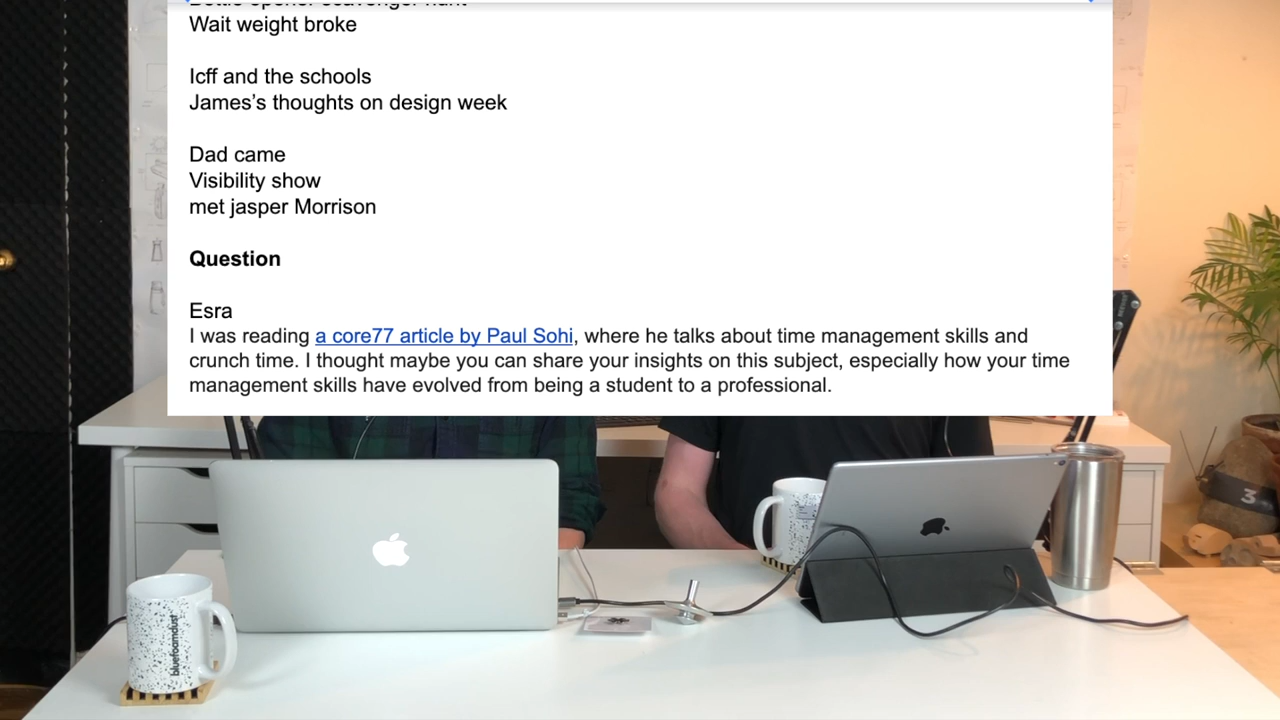 Wait weight broke
Icff and the schools
James's thoughts on design week
Dad came
Visibility show
met jasper Morrison
Question
Esra
I was reading a core77 article by Paul Sohi, where he talks about time management skills and
crunch time. I thought maybe you can share your insights on this subject, especially how your time
management skills have evolved from being a student to a professional.
bluefoamdust
3